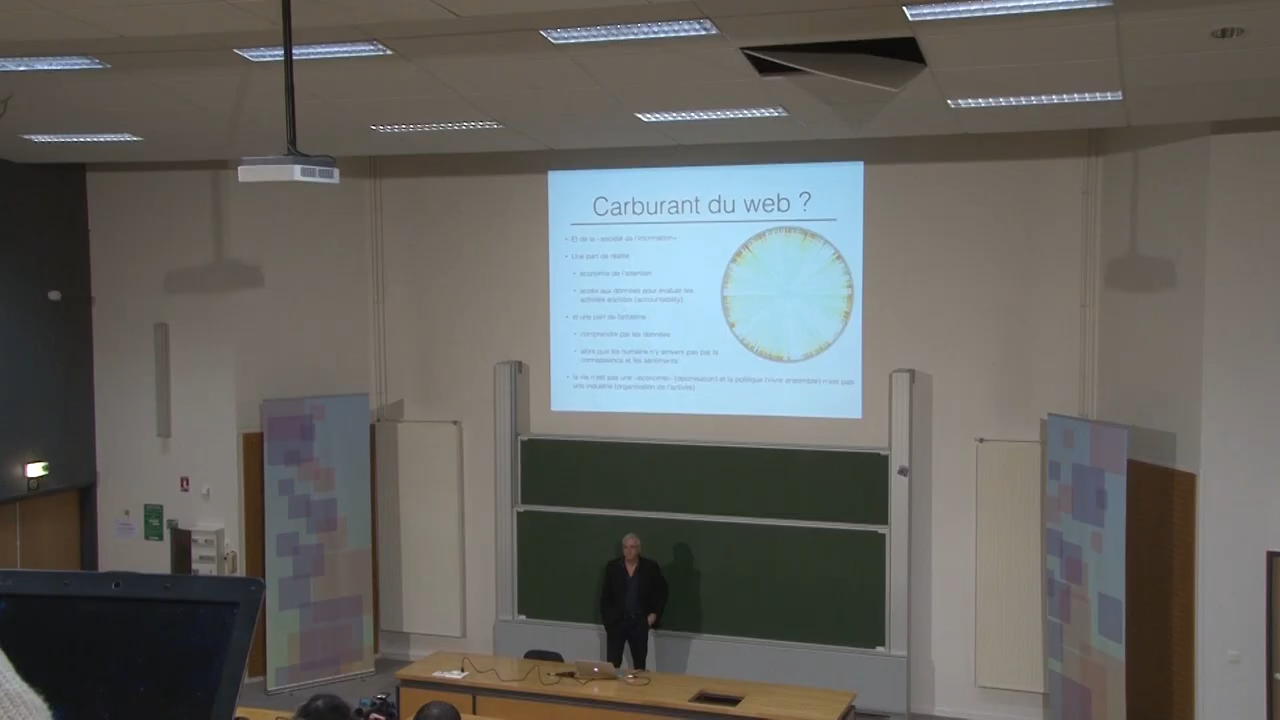 Carburant du web ?
• Et de la «société de l'information»
• Une part de réalité
• économie de l'attention
• accès aux données pour évaluer les
activités engidée (accountability)
• et une part de fantasme
• comprendre par les données
• alors que les humains n'y arrivent pas par la
connaissance et les sentiments
• la vie n'est pas une «économie» (optimisation) et la politique (vivre ensemble) n'est pas
une industrie (organisation de l'activité)